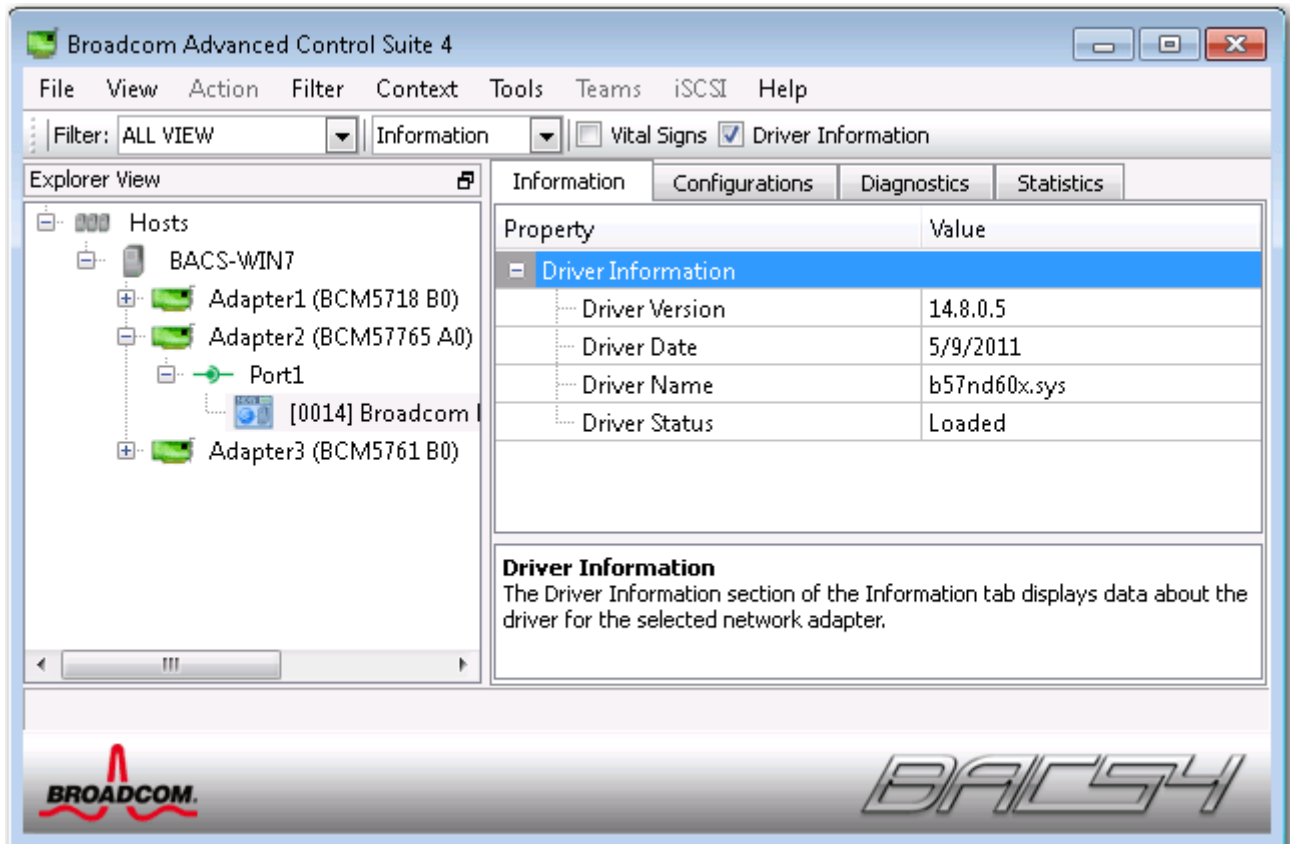 Broadcom Advanced Control Suite 4
File View Action Filter Context Tools Teams iSCSI Help
Filter: ALL VIEW Information Vital Signs Driver Information
Explorer View
Hosts
BACS-WIN7
Adapter1 (BCM5718 B0)
Adapter2 (BCM57765 A0)
Port1
[0014] Broadcom
Adapter3 (BCM5761 B0)
Information Configurations Diagnostics Statistics
Property Value
Driver Information
Driver Version 14.8.0.5
Driver Date 5/9/2011
Driver Name b57nd60x.sys
Driver Status Loaded
Driver Information
The Driver Information section of the Information tab displays data about the
driver for the selected network adapter.
BROADCOM.
BACS4